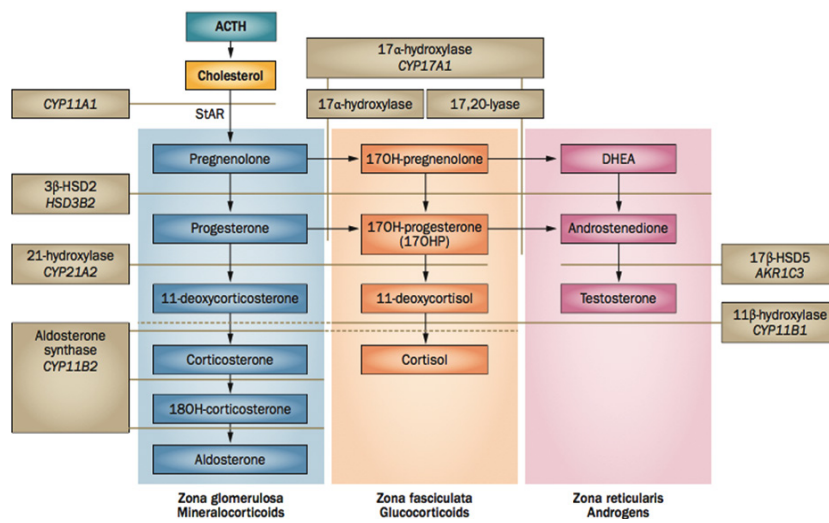 ACTH
17α-hydroxylase
CYP17A1
Cholesterol
CYP11A1
17α-hydroxylase
17,20-lyase
StAR
Pregnenolone
17OH-pregnenolone
DHEA
3β-HSD2
HSD3B2
Progesterone
17OH-progesterone
(17OHP)
Androstenedione
21-hydroxylase
CYP21A2
17β-HSD5
AKR1C3
11-deoxycorticosterone
11-deoxycortisol
Testosterone
11β-hydroxylase
CYP11B1
Aldosterone
synthase
CYP11B2
Corticosterone
Cortisol
18OH-corticosterone
Aldosterone
Zona glomerulosa
Mineralocorticoids
Zona fasciculata
Glucocorticoids
Zona reticularis
Androgens